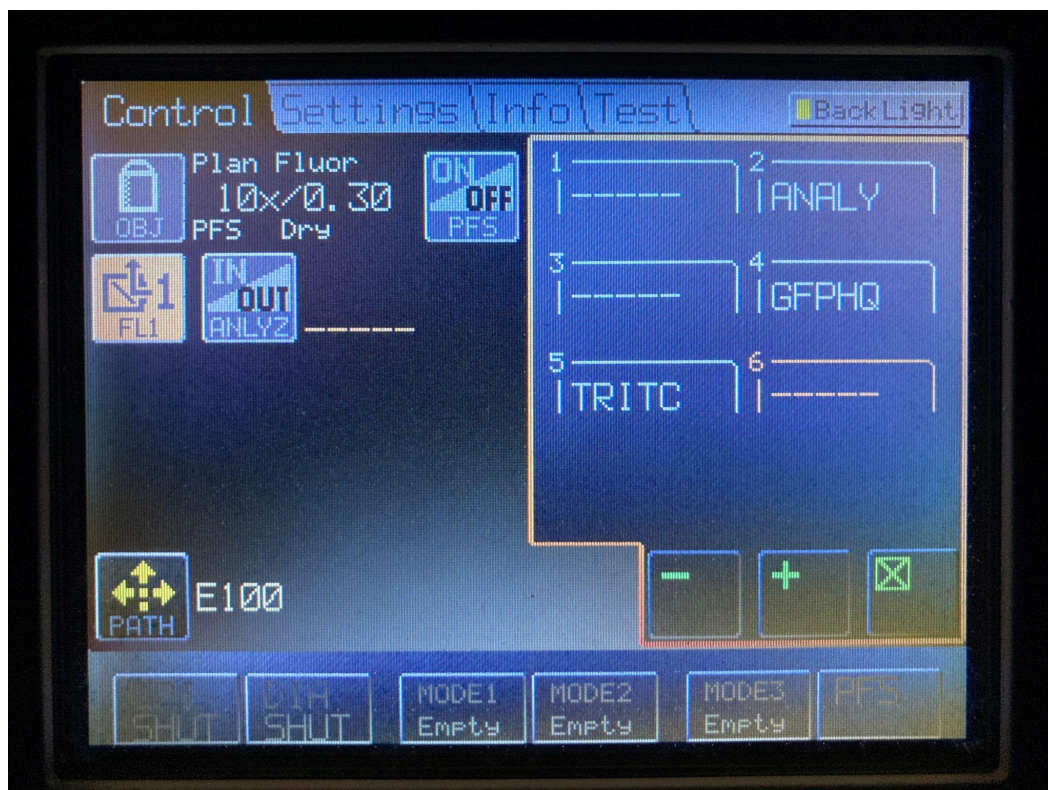 Control Settings Info Test Back Light
Plan Fluor
10x/0.30
OBJ PFS Dry
ON OFF
PFS
1 FL1
IN OUT
ANLYZ -----
1 -----
2 ANALY
3 -----
4 GFPHQ
5 TRITC
6 -----
- +
PATH E100
SHUT
DIA SHUT
MODE1 Empty
MODE2 Empty
MODE3 Empty
PFS